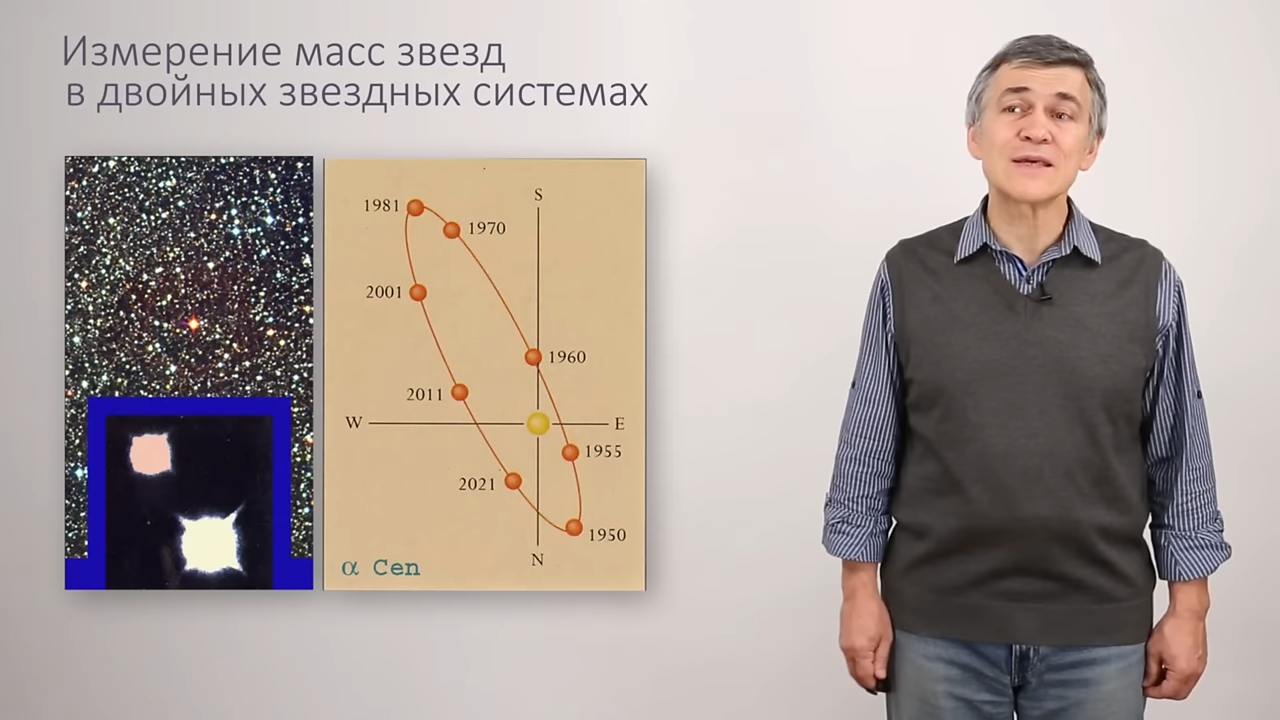 Измерение масс звезд
в двойных звездных системах
S
1981
1970
2001
1960
2011
W
E
1955
2021
1950
N
α Cen